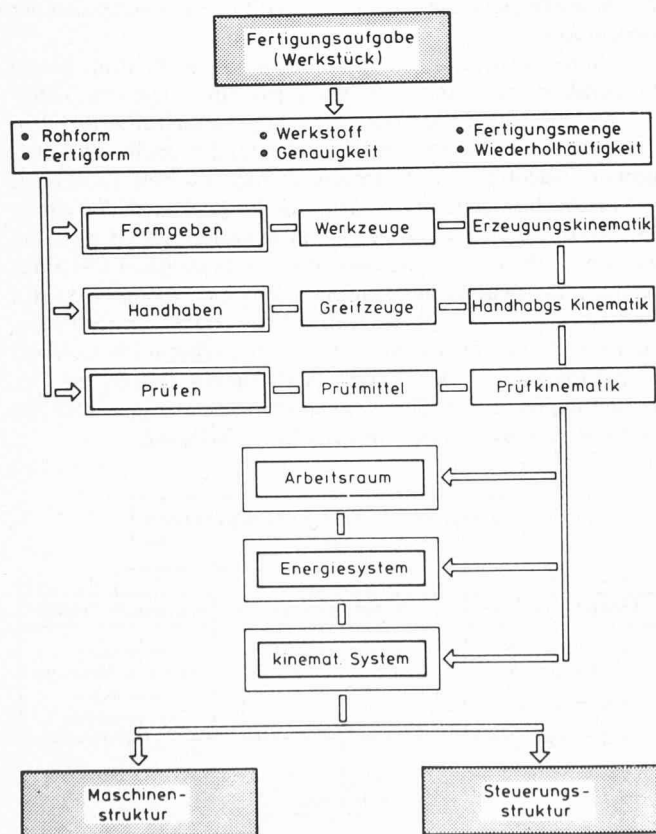 Fertigungsaufgabe
(Werkstück)
• Rohform • Werkstoff • Fertigungsmenge
• Fertigform • Genauigkeit • Wiederholhäufigkeit
Formgeben Werkzeuge Erzeugungskinematik
Handhaben Greifzeuge Handhabgs Kinematik
Prüfen Prüfmittel Prüfkinematik
Arbeitsraum
Energiesystem
kinemat. System
Maschinen-
struktur
Steuerungs-
struktur